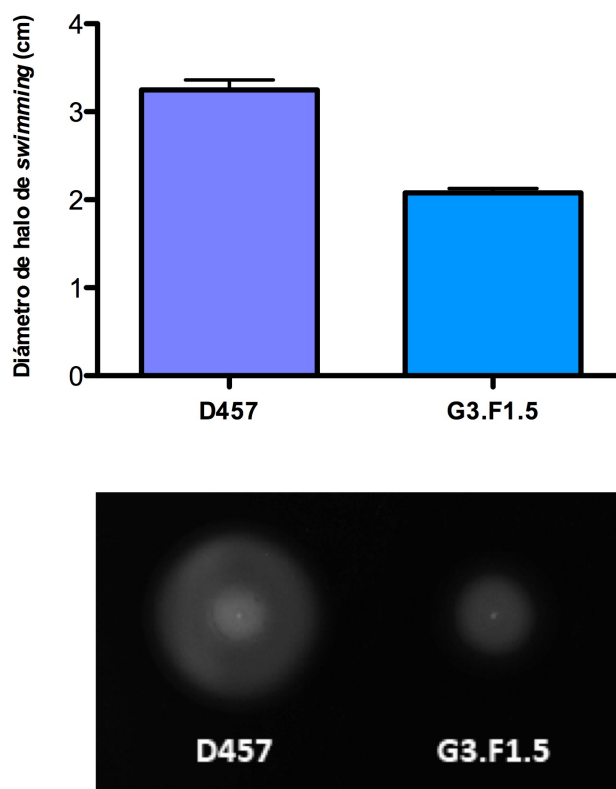 Diámetro de halo de swimming (cm)
4
3
2
1
0
D457
G3.F1.5
D457
G3.F1.5